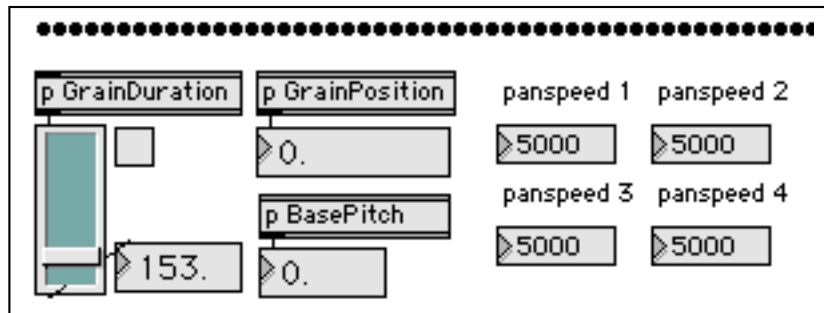 p GrainDuration p GrainPosition panspeed 1 panspeed 2
0. 5000 5000
p BasePitch panspeed 3 panspeed 4
153. 0. 5000 5000